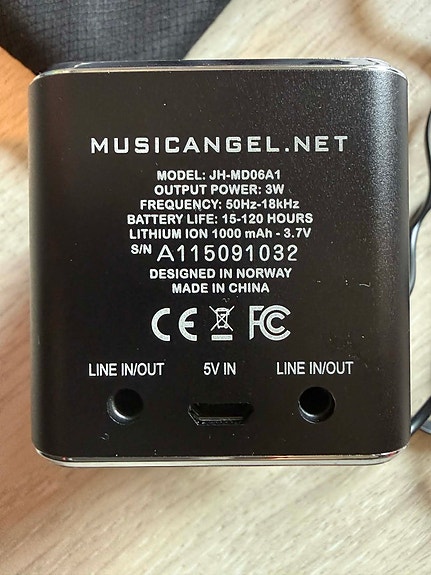 MUSICANGEL.NET
MODEL: JH-MD06A1
OUTPUT POWER: 3W
FREQUENCY: 50Hz-18kHz
BATTERY LIFE: 15-120 HOURS
LITHIUM ION 1000 mAh - 3.7V
S/N A115091032
DESIGNED IN NORWAY
MADE IN CHINA
CE FC
LINE IN/OUT 5V IN LINE IN/OUT